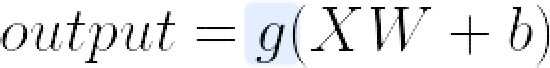 output = g(XW + b)